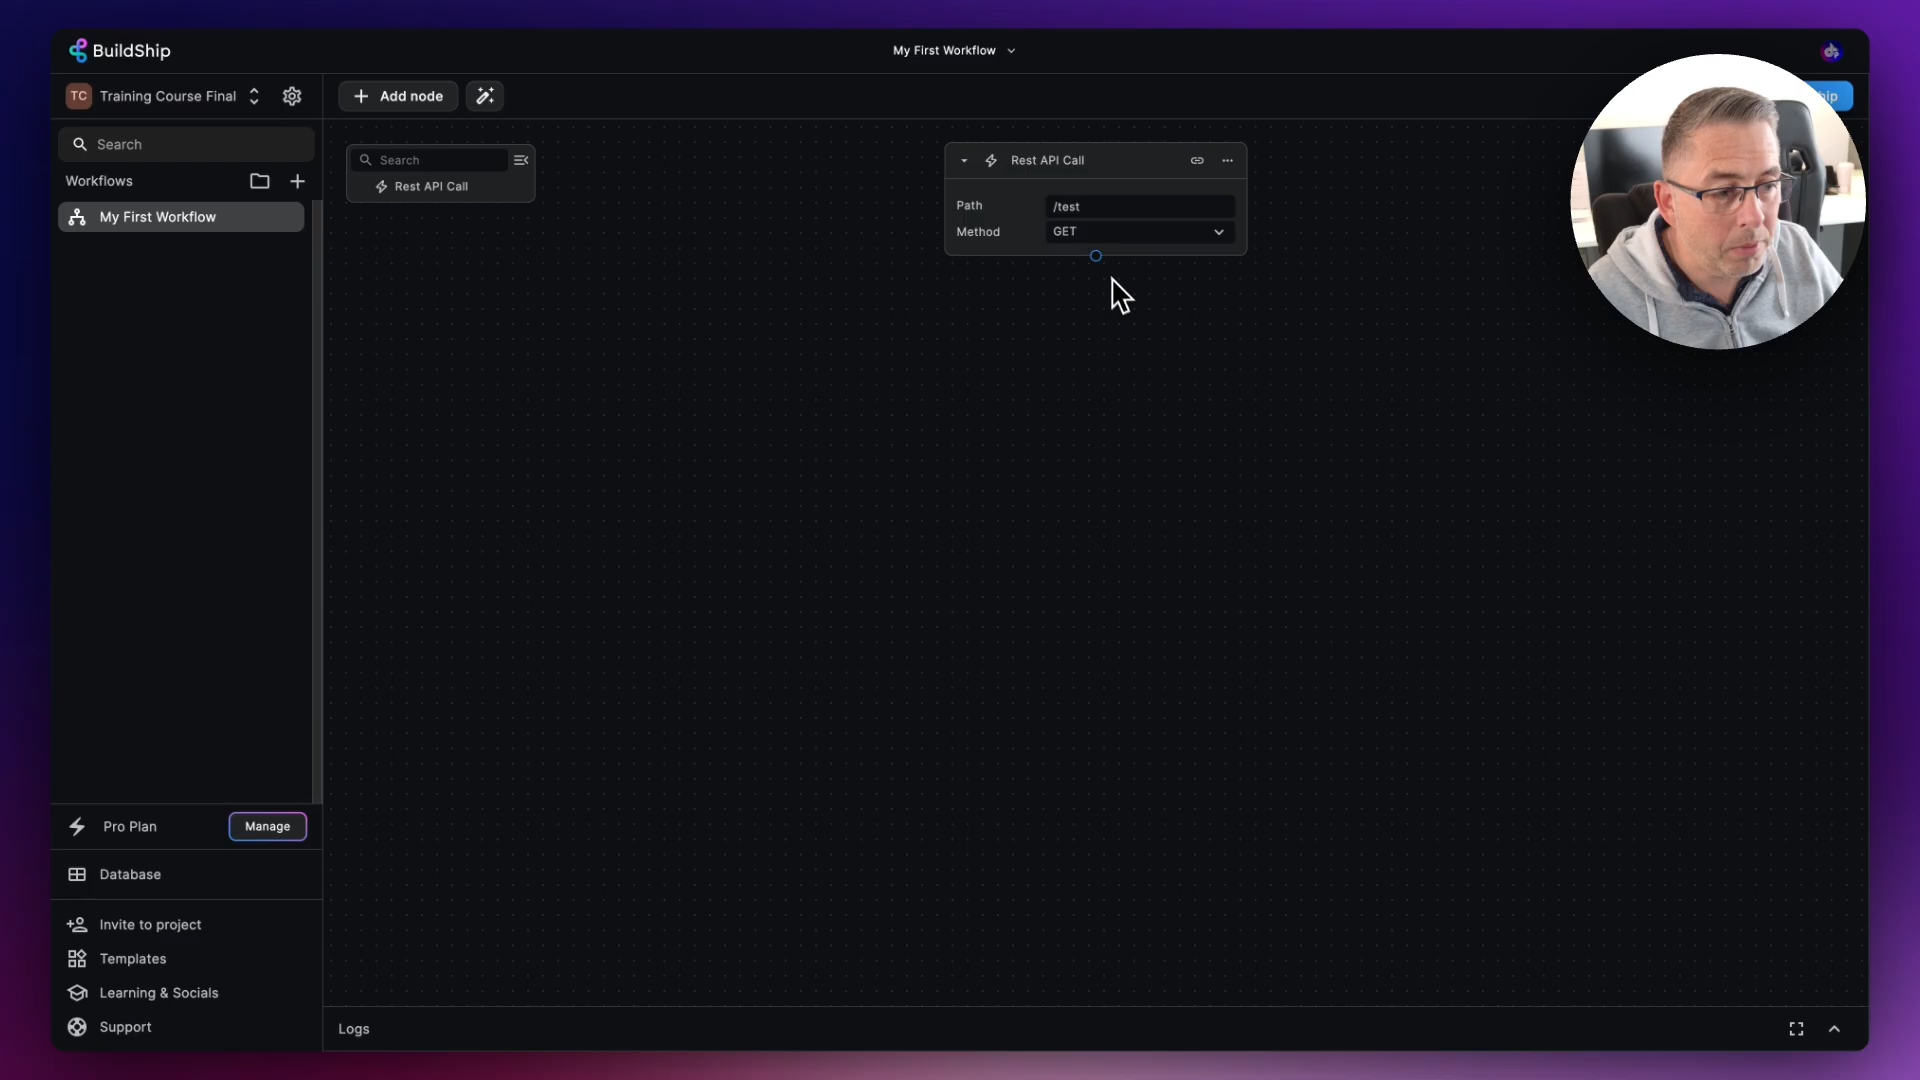 BuildShip
My First Workflow
TC Training Course Final
Add node
Search
Workflows
My First Workflow
Search
Rest API Call
Rest API Call
Path /test
Method GET
Pro Plan Manage
Database
Invite to project
Templates
Learning & Socials
Support
Logs